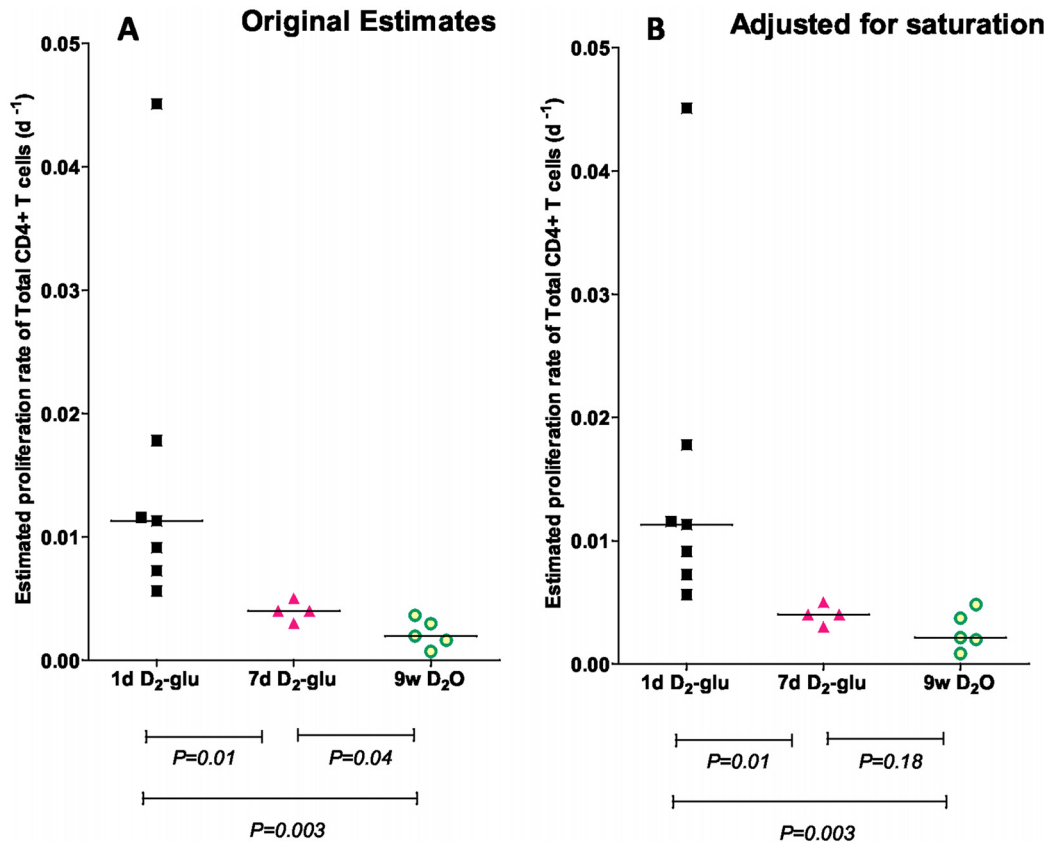 A Original Estimates
Estimated proliferation rate of Total CD4+ T cells (d⁻¹)
0.05
0.04
0.03
0.02
0.01
0.00
1d D₂-glu 7d D₂-glu 9w D₂O
P=0.01 P=0.04
P=0.003
B Adjusted for saturation
Estimated proliferation rate of Total CD4+ T cells (d⁻¹)
0.05
0.04
0.03
0.02
0.01
0.00
1d D₂-glu 7d D₂-glu 9w D₂O
P=0.01 P=0.18
P=0.003